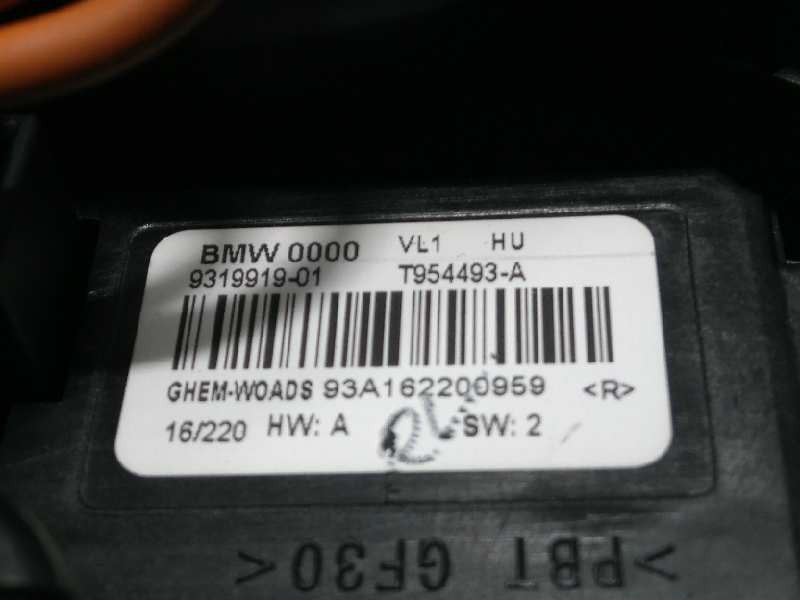 BMW 0000 VL1 HU
9319919-01 T954493-A
GHEM-WOADS 93A162200959 <R>
16/220 HW: A SW: 2
>PBT GF30<